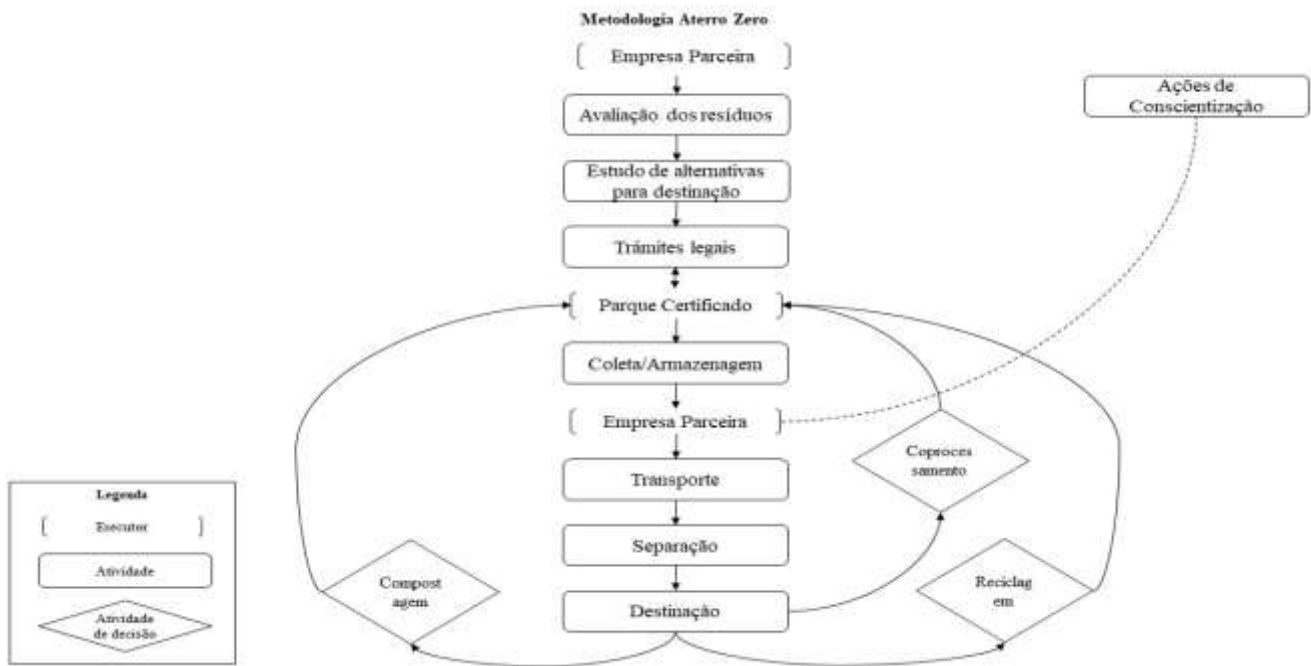 Metodologia Aterro Zero
Empresa Parceira
Ações de
Conscientização
Avaliação dos resíduos
Estudo de alternativas
para destinação
Trâmites legais
Parque Certificado
Coleta/Armazenagem
Empresa Parceira
Coproces
samento
Transporte
Legenda
Executor
Separação
Atividade
Compost
agem
Reciclag
em
Destinação
Atividade
de decisão